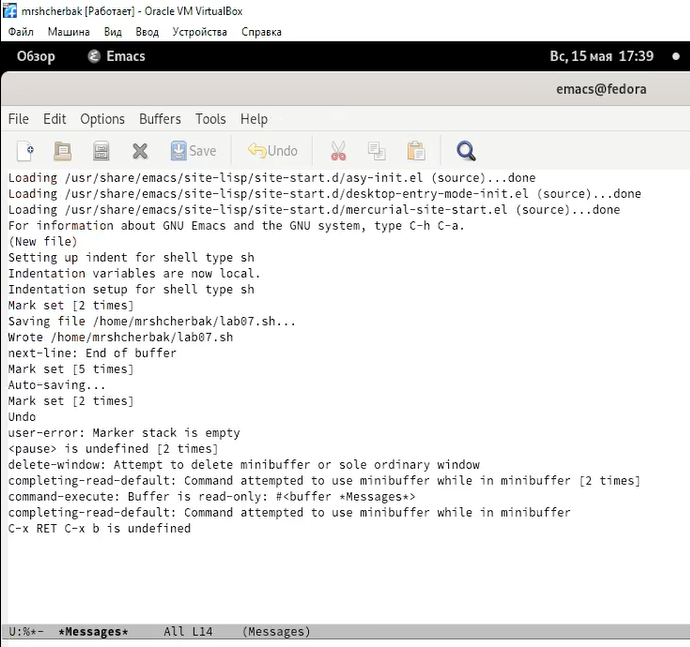 mrshcherbak [Работает] - Oracle VM VirtualBox
Файл Машина Вид Ввод Устройства Справка
Обзор Emacs Вс, 15 мая 17:39
emacs@fedora
File Edit Options Buffers Tools Help
Save Undo
Loading /usr/share/emacs/site-lisp/site-start.d/asy-init.el (source)...done
Loading /usr/share/emacs/site-lisp/site-start.d/desktop-entry-mode-init.el (source)...done
Loading /usr/share/emacs/site-lisp/site-start.d/mercurial-site-start.el (source)...done
For information about GNU Emacs and the GNU system, type C-h C-a.
(New file)
Setting up indent for shell type sh
Indentation variables are now local.
Indentation setup for shell type sh
Mark set [2 times]
Saving file /home/mrshcherbak/lab07.sh...
Wrote /home/mrshcherbak/lab07.sh
next-line: End of buffer
Mark set [5 times]
Auto-saving...
Mark set [2 times]
Undo
user-error: Marker stack is empty
<pause> is undefined [2 times]
delete-window: Attempt to delete minibuffer or sole ordinary window
completing-read-default: Command attempted to use minibuffer while in minibuffer [2 times]
command-execute: Buffer is read-only: #<buffer *Messages*>
completing-read-default: Command attempted to use minibuffer while in minibuffer
C-x RET C-x b is undefined
U:%*- *Messages* All L14 (Messages)